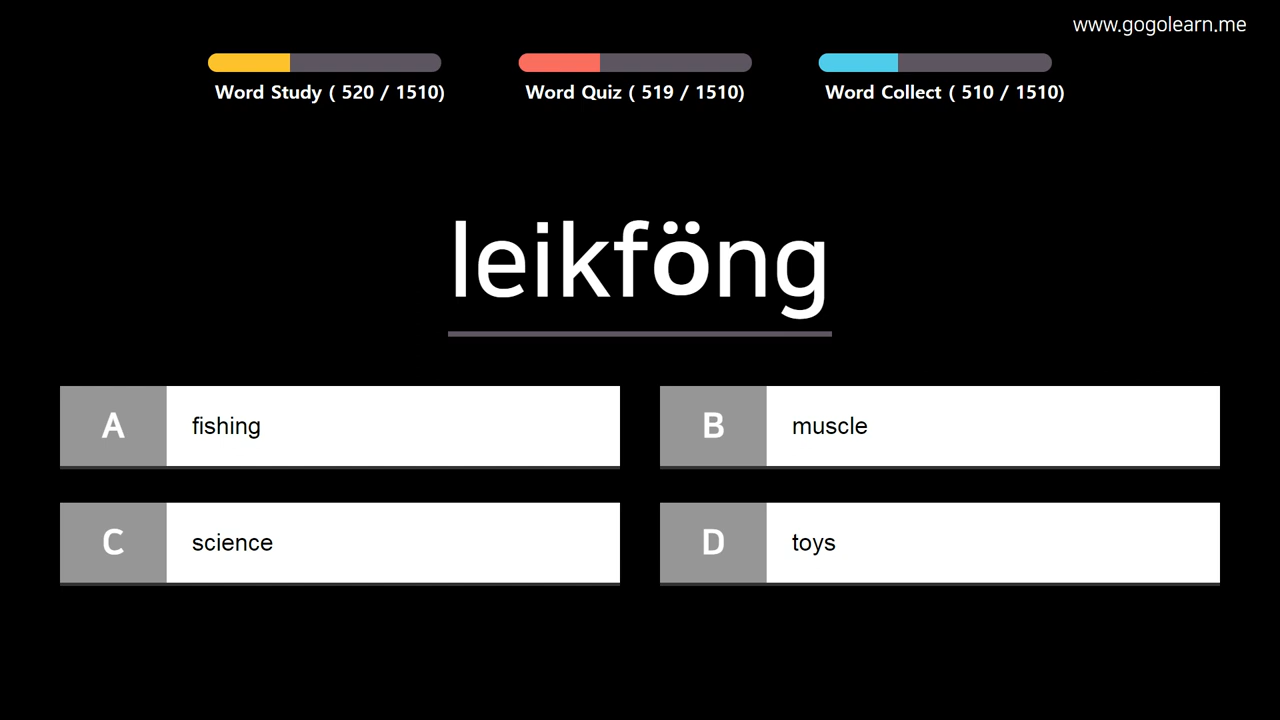 www.gogolearn.me
Word Study ( 520 / 1510)
Word Quiz ( 519 / 1510)
Word Collect ( 510 / 1510)
leikföng
A fishing
B muscle
C science
D toys